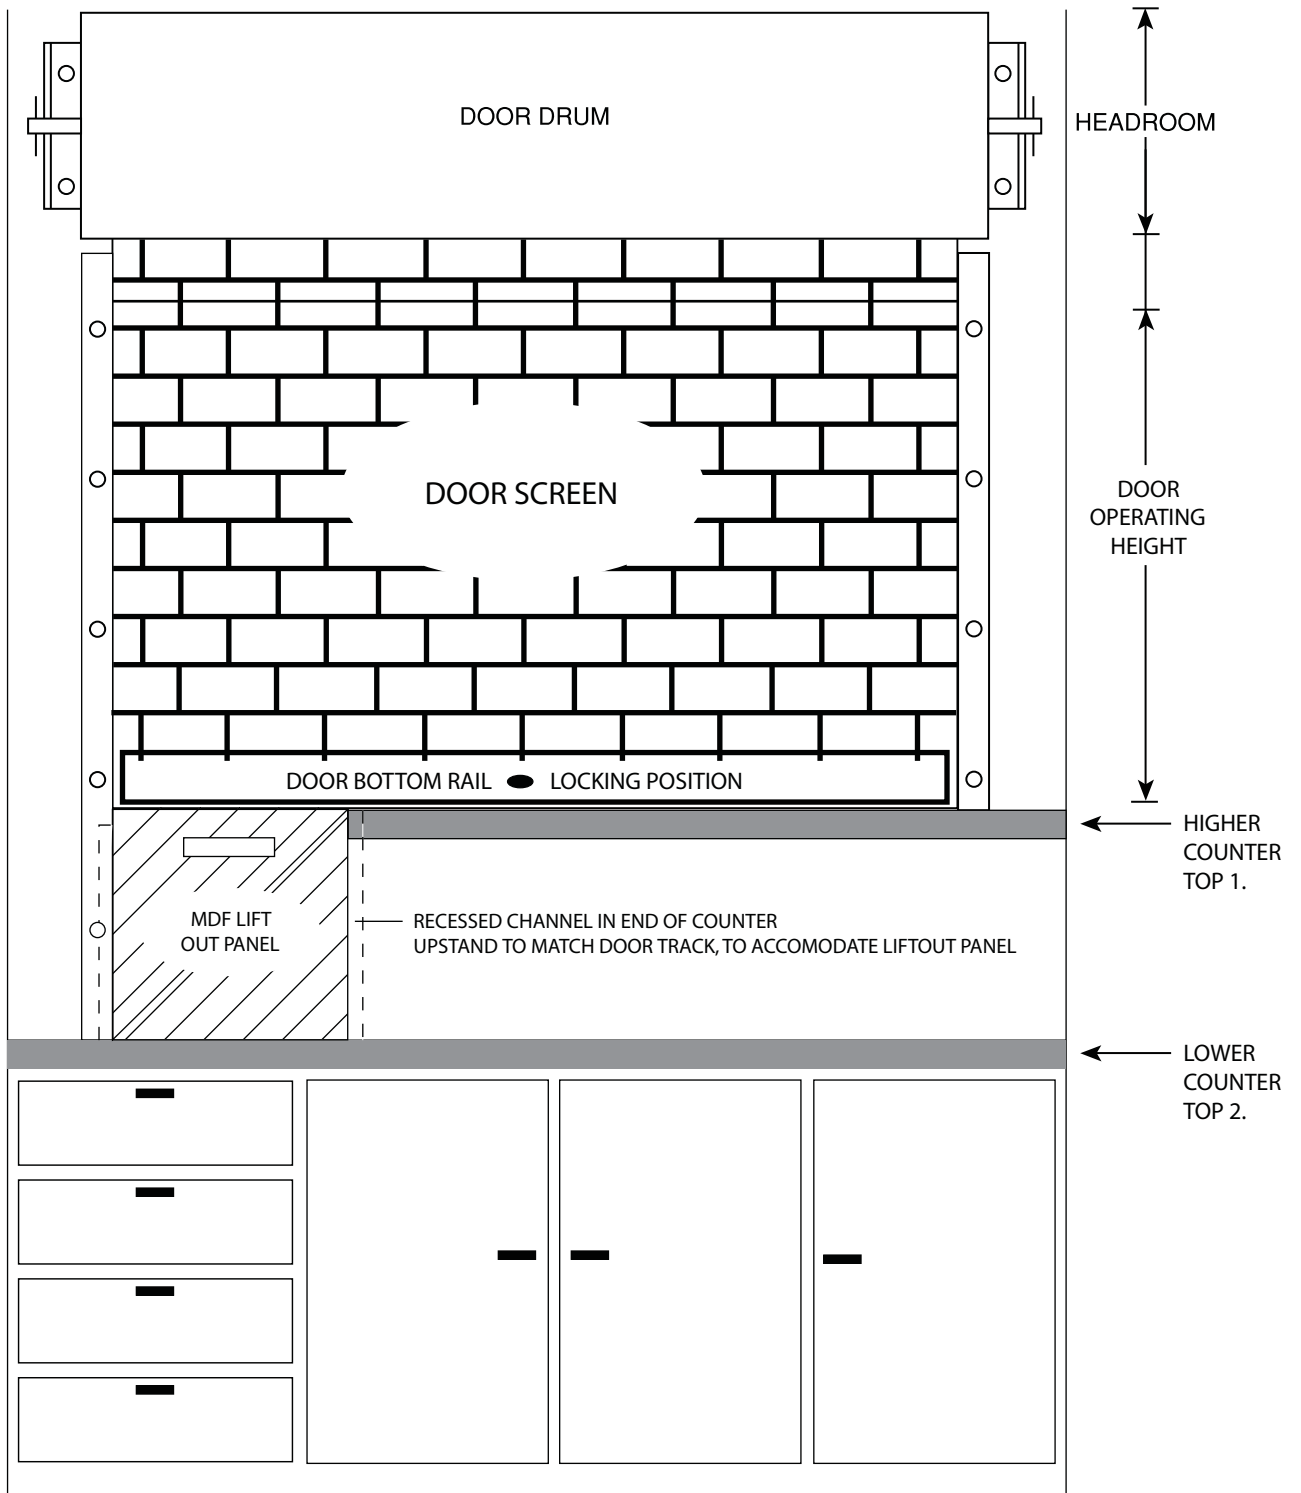 DOOR DRUM
HEADROOM
DOOR SCREEN
DOOR
OPERATING
HEIGHT
DOOR BOTTOM RAIL LOCKING POSITION
HIGHER
COUNTER
TOP 1.
MDF LIFT
OUT PANEL
RECESSED CHANNEL IN END OF COUNTER
UPSTAND TO MATCH DOOR TRACK, TO ACCOMODATE LIFTOUT PANEL
LOWER
COUNTER
TOP 2.